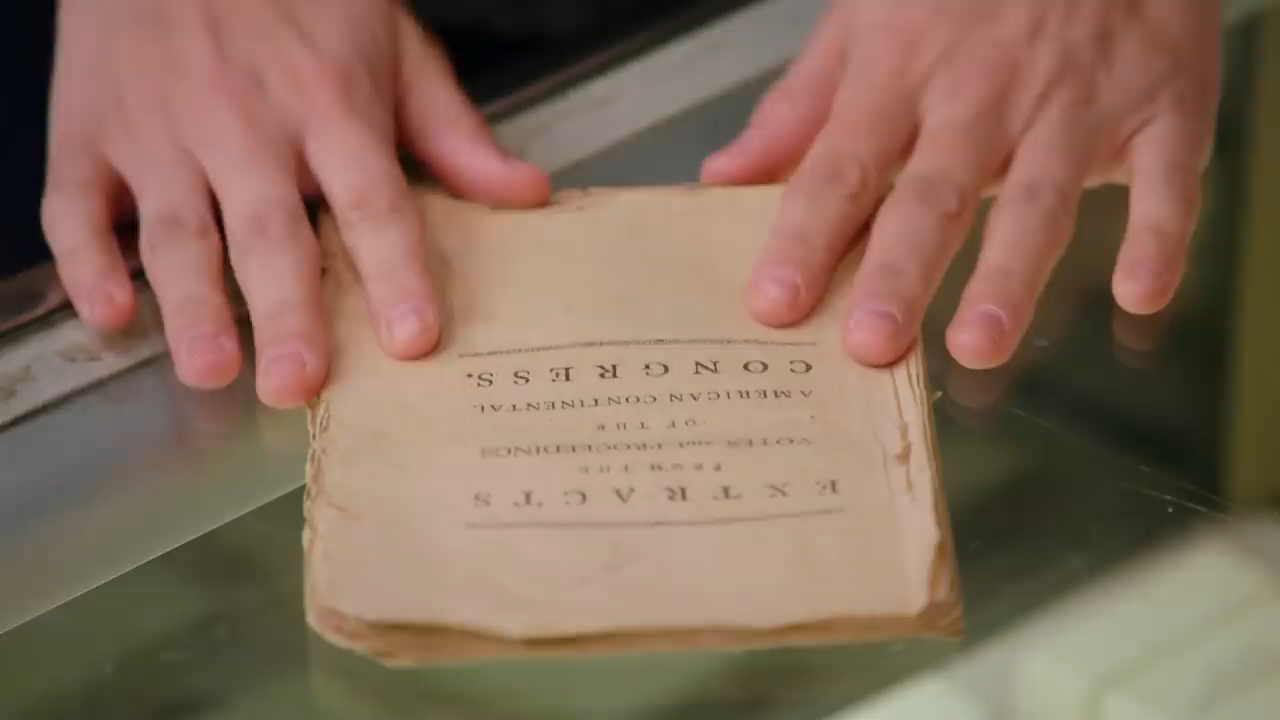 EXTRACTS
FROM THE
VOTES and PROCEEDINGS
OF THE
AMERICAN CONTINENTAL
CONGRESS.